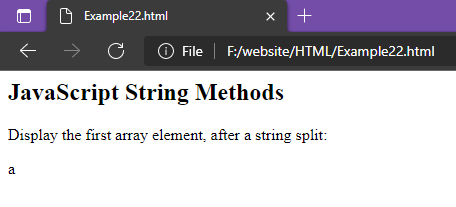 Example22.html
File F:/website/HTML/Example22.html
JavaScript String Methods
Display the first array element, after a string split:
a